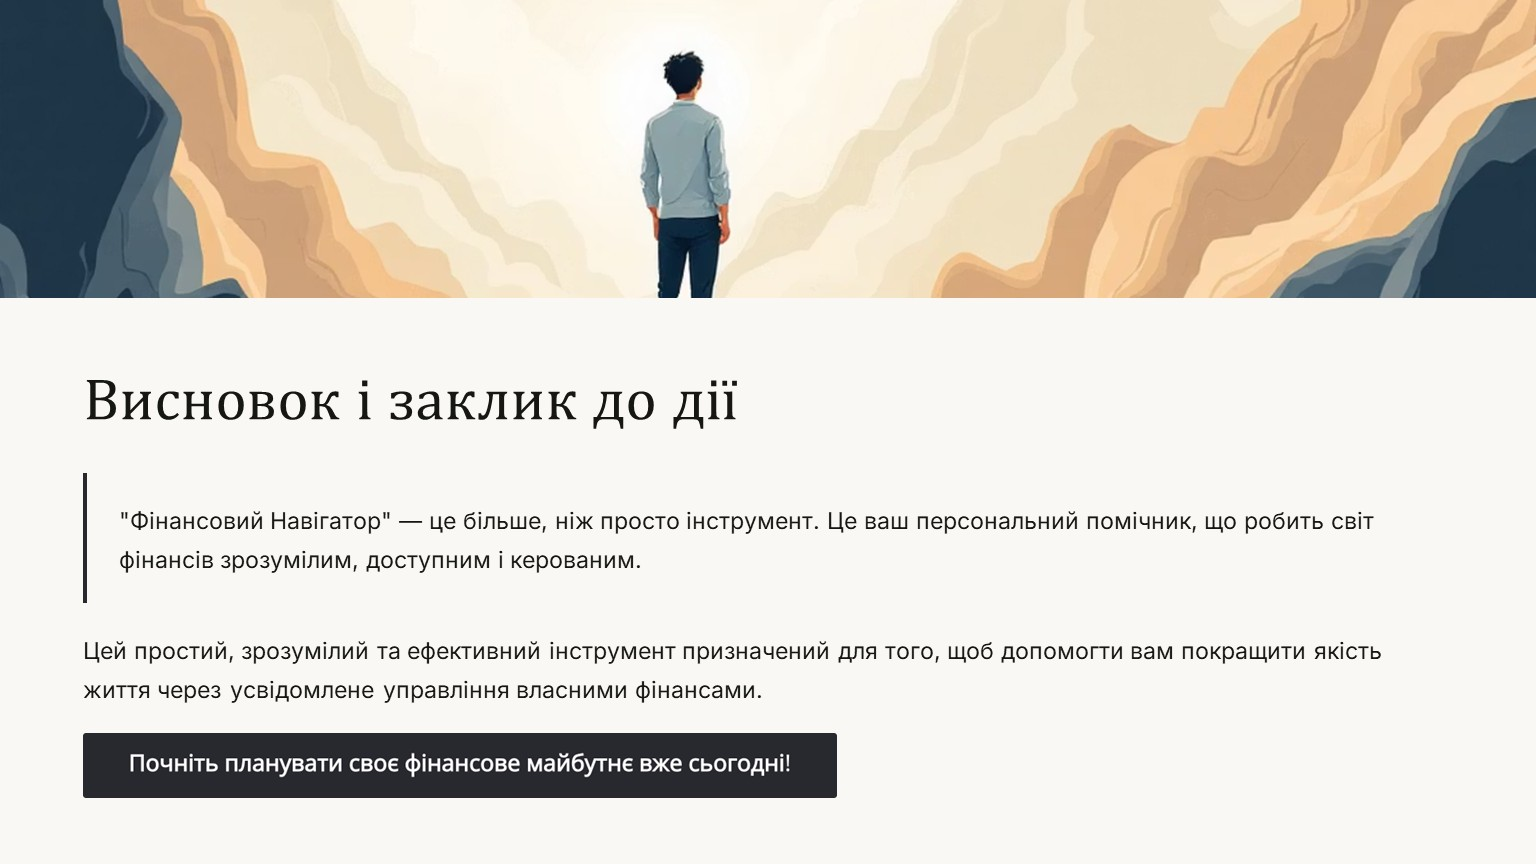 Висновок і заклик до дії
"Фінансовий Навігатор" — це більше, ніж просто інструмент. Це ваш персональний помічник, що робить світ
фінансів зрозумілим, доступним і керованим.
Цей простий, зрозумілий та ефективний інструмент призначений для того, щоб допомогти вам покращити якість
життя через усвідомлене управління власними фінансами.
Почніть планувати своє фінансове майбутнє вже сьогодні!